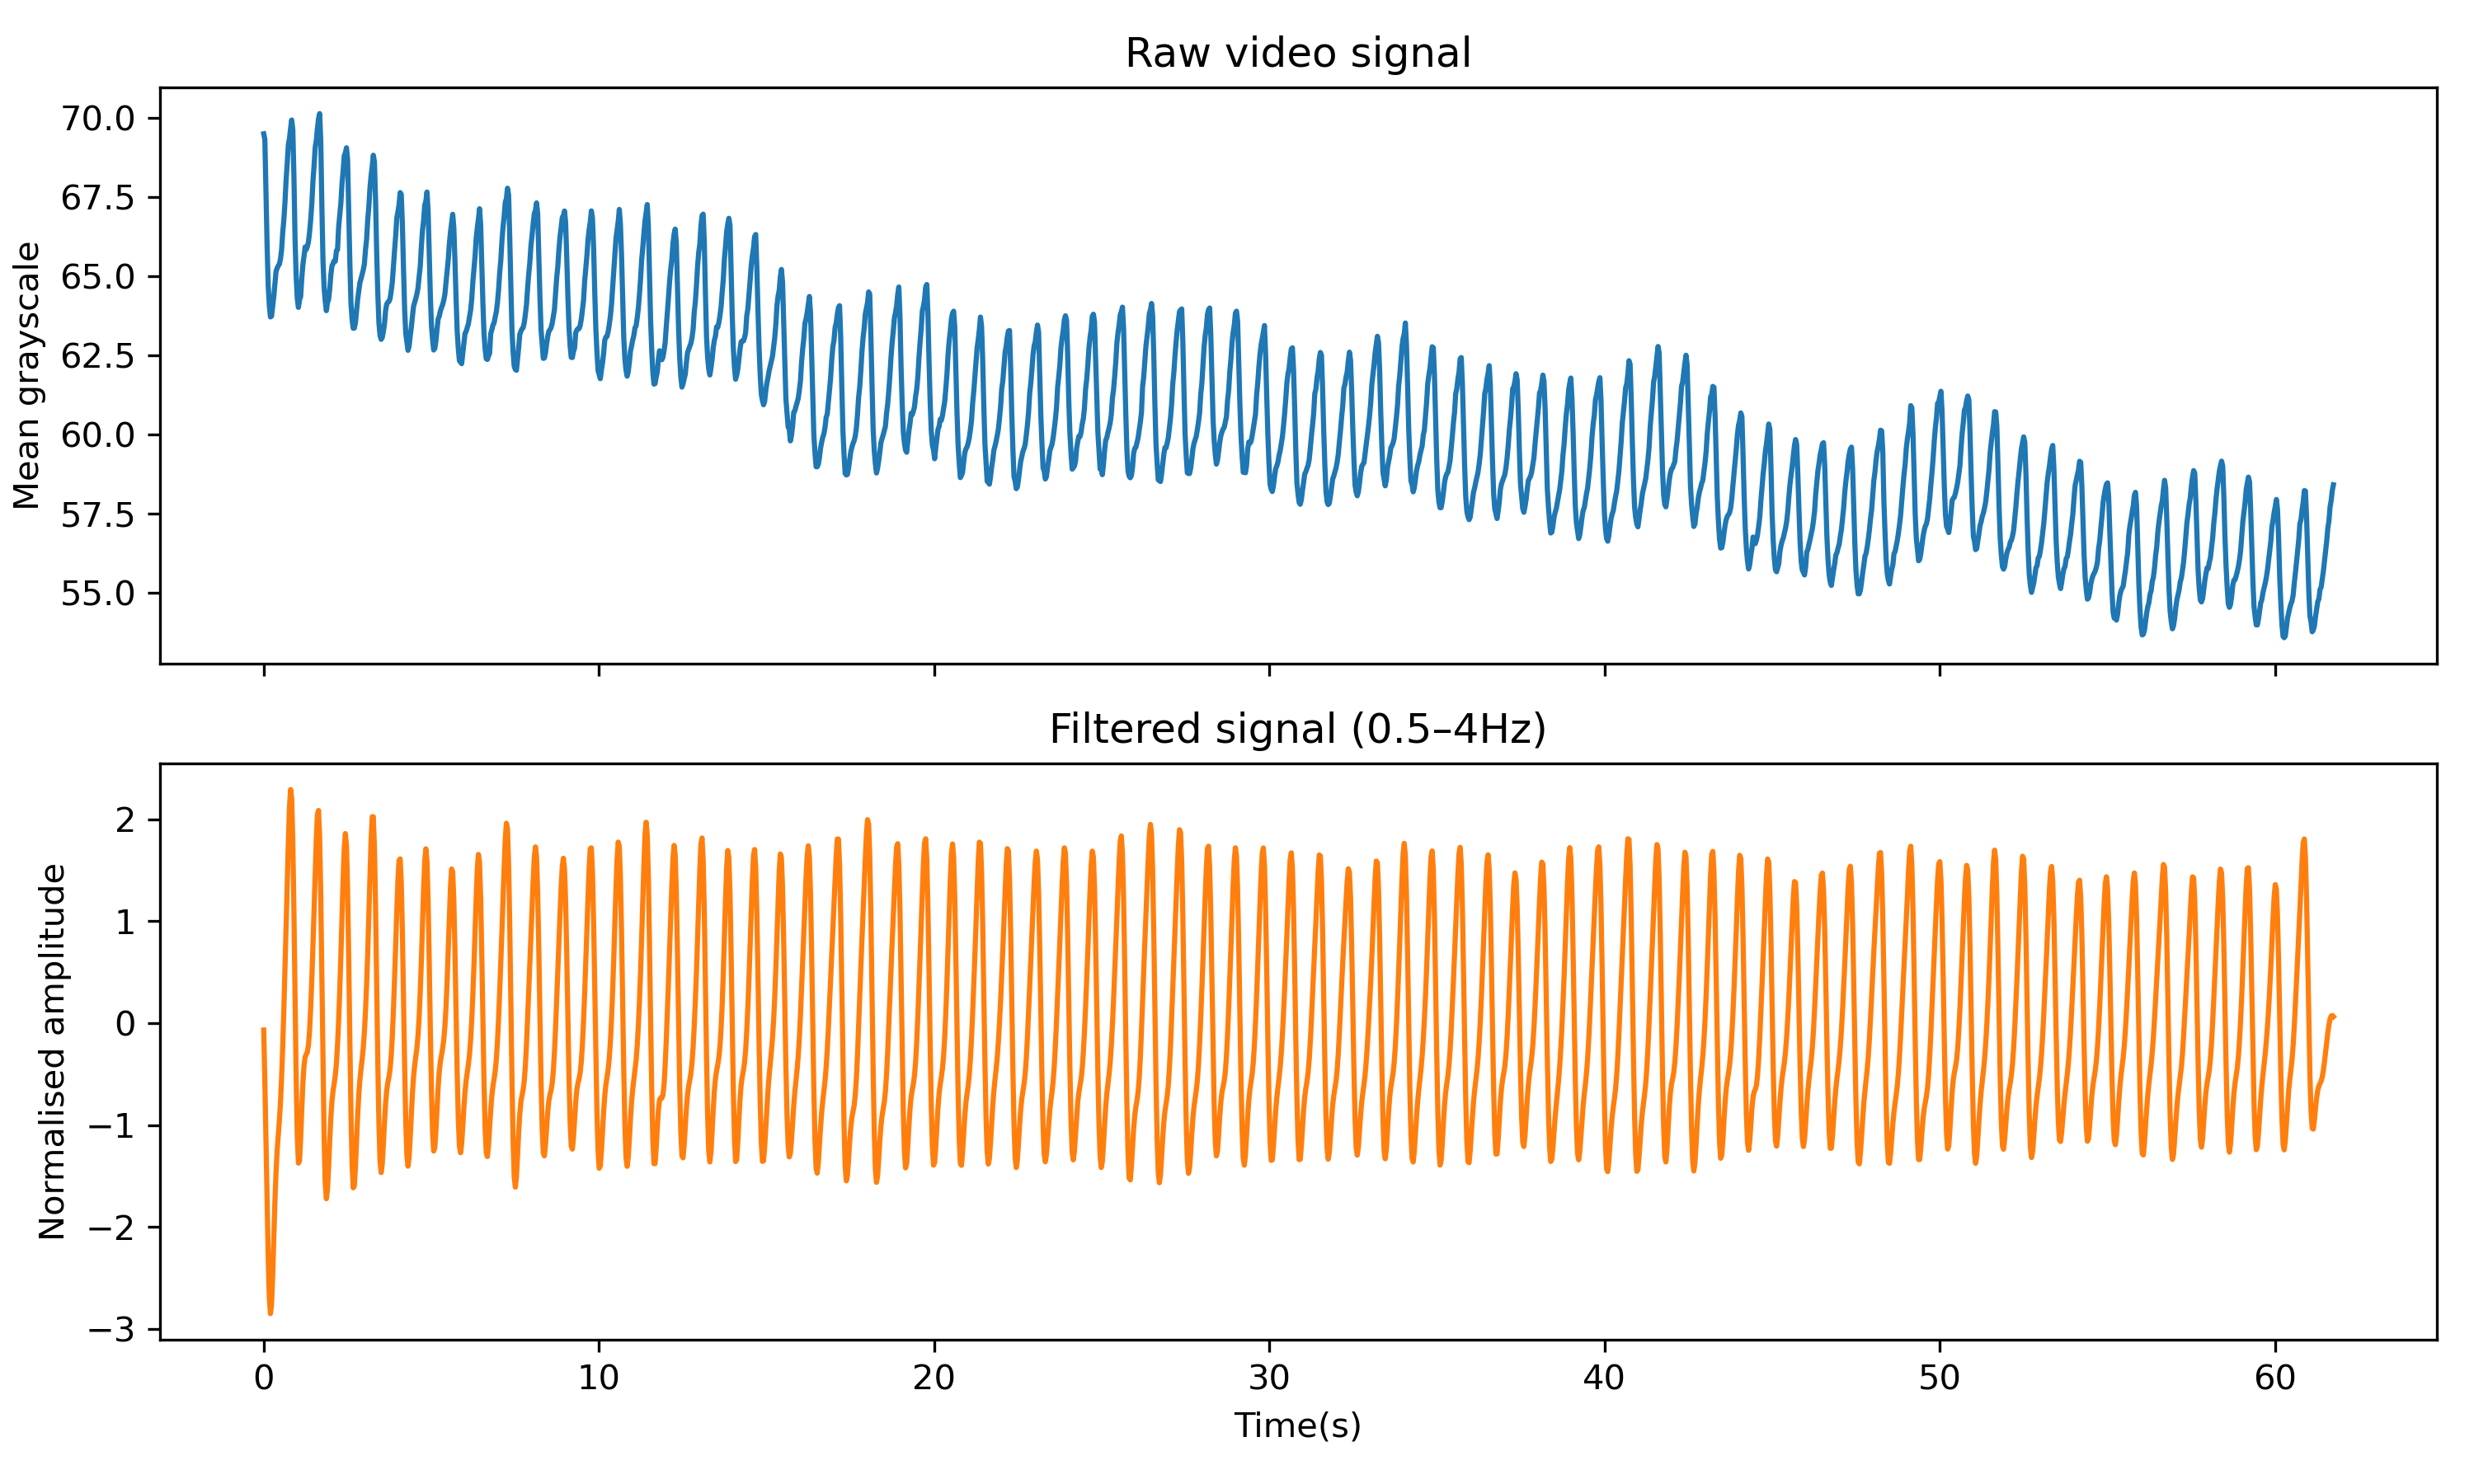 Raw video signal
70.0
67.5
65.0
62.5
60.0
57.5
55.0
Mean grayscale
Filtered signal (0.5–4Hz)
2
1
0
−1
−2
−3
Normalised amplitude
0 10 20 30 40 50 60
Time(s)